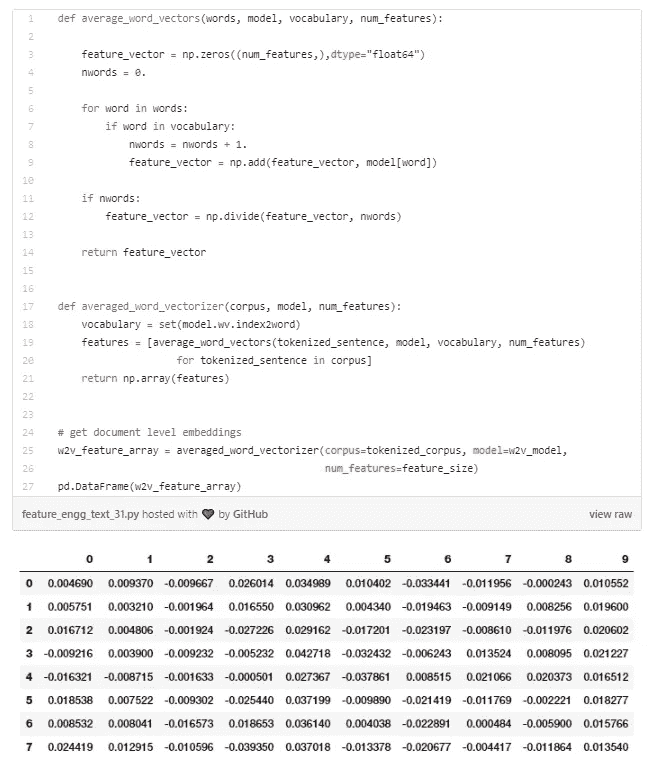 1 def average_word_vectors(words, model, vocabulary, num_features):
2
3     feature_vector = np.zeros((num_features,),dtype="float64")
4     nwords = 0.
5
6     for word in words:
7         if word in vocabulary:
8             nwords = nwords + 1.
9             feature_vector = np.add(feature_vector, model[word])
10
11     if nwords:
12         feature_vector = np.divide(feature_vector, nwords)
13
14     return feature_vector
15
16
17 def averaged_word_vectorizer(corpus, model, num_features):
18     vocabulary = set(model.wv.index2word)
19     features = [average_word_vectors(tokenized_sentence, model, vocabulary, num_features)
20                     for tokenized_sentence in corpus]
21     return np.array(features)
22
23
24 # get document level embeddings
25 w2v_feature_array = averaged_word_vectorizer(corpus=tokenized_corpus, model=w2v_model,
26                                              num_features=feature_size)
27 pd.DataFrame(w2v_feature_array)
feature_engg_text_31.py hosted with ❤ by GitHub view raw
0 1 2 3 4 5 6 7 8 9
0 0.004690 0.009370 -0.009667 0.026014 0.034989 0.010402 -0.033441 -0.011956 -0.000243 0.010552
1 0.005751 0.003210 -0.001964 0.016550 0.030962 0.004340 -0.019463 -0.009149 0.008256 0.019600
2 0.016712 0.004806 -0.001924 -0.027226 0.029162 -0.017201 -0.023197 -0.008610 -0.011976 0.020602
3 -0.009216 0.003900 -0.009232 -0.005232 0.042718 -0.032432 -0.006243 0.013524 0.008095 0.021227
4 -0.016321 -0.008715 -0.001633 -0.000501 0.027367 -0.037861 0.008515 0.021066 0.020373 0.016512
5 0.018538 0.007522 -0.009302 -0.025440 0.037199 -0.009890 -0.021419 -0.011769 -0.002221 0.018277
6 0.008532 0.008041 -0.016573 0.018653 0.036140 0.004038 -0.022891 0.000484 -0.005900 0.015766
7 0.024419 0.012915 -0.010596 -0.039350 0.037018 -0.013378 -0.020677 -0.004417 -0.011864 0.013540